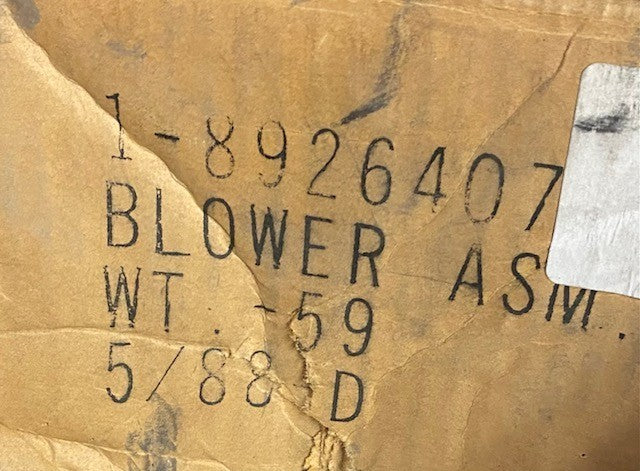 1-8926407
BLOWER ASM.
WT. -59
5/88 D